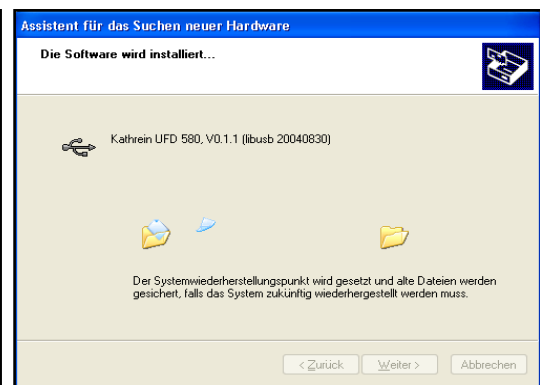 Assistent für das Suchen neuer Hardware
Die Software wird installiert...
Kathrein UFD 580, V0.1.1 (libusb 20040830)
Der Systemwiederherstellungspunkt wird gesetzt und alte Dateien werden
gesichert, falls das System zukünftig wiederhergestellt werden muss.
< Zurück Weiter > Abbrechen